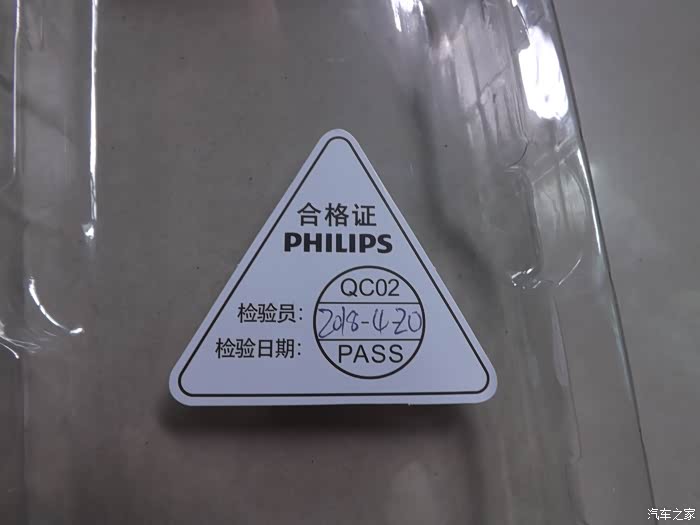 合格证
PHILIPS
QC02
检验员：
2018-4-20
检验日期：
PASS
汽车之家